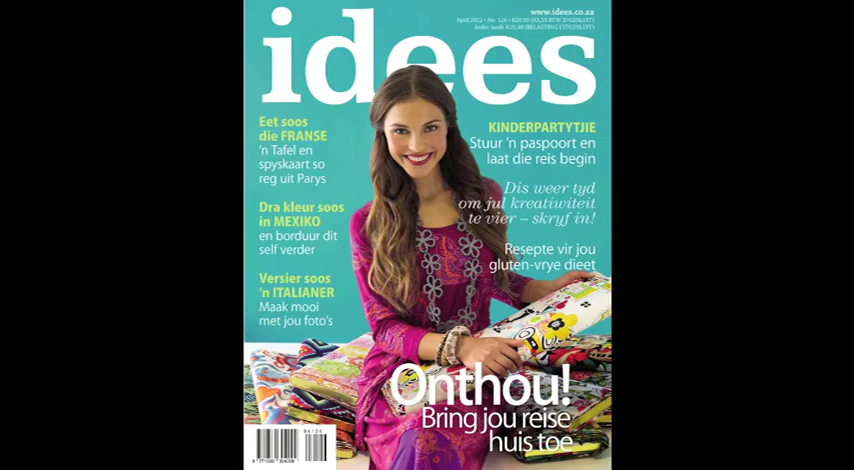 www.idees.co.za
idees
Eet soos
die FRANSE
'n Tafel en
spyskaart so
reg uit Parys
Dra kleur soos
in MEXIKO
en borduur dit
self verder
Versier soos
'n ITALIANER
Maak mooi
met jou foto's
KINDERPARTYTJIE
Stuur 'n paspoort en
laat die reis begin
Dis weer tyd
om jul kreatiwiteit
te vier – skryf in!
Resepte vir jou
gluten-vrye dieet
Onthou!
Bring jou reise
huis toe